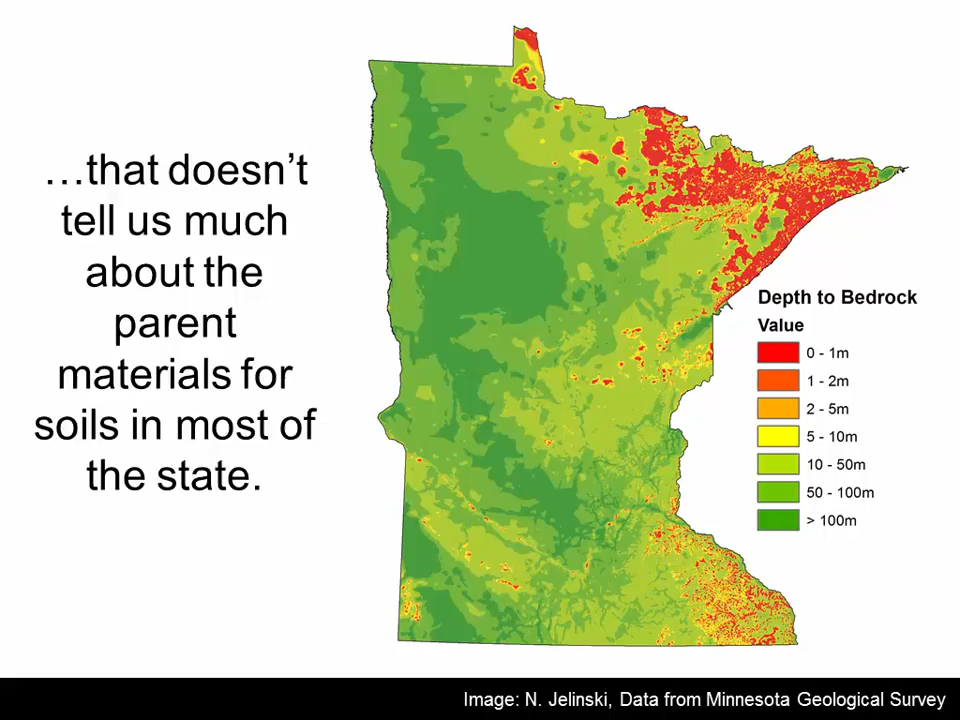 …that doesn’t
tell us much
about the
parent
materials for
soils in most of
the state.
Depth to Bedrock
Value
0 - 1m
1 - 2m
2 - 5m
5 - 10m
10 - 50m
50 - 100m
> 100m
Image: N. Jelinski, Data from Minnesota Geological Survey